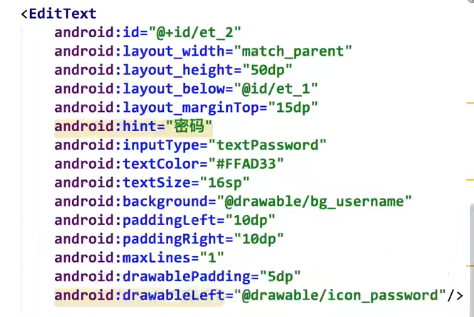 <EditText
android:id="@+id/et_2"
android:layout_width="match_parent"
android:layout_height="50dp"
android:layout_below="@id/et_1"
android:layout_marginTop="15dp"
android:hint="密码"
android:inputType="textPassword"
android:textColor="#FFAD33"
android:textSize="16sp"
android:background="@drawable/bg_username"
android:paddingLeft="10dp"
android:paddingRight="10dp"
android:maxLines="1"
android:drawablePadding="5dp"
android:drawableLeft="@drawable/icon_password"/>